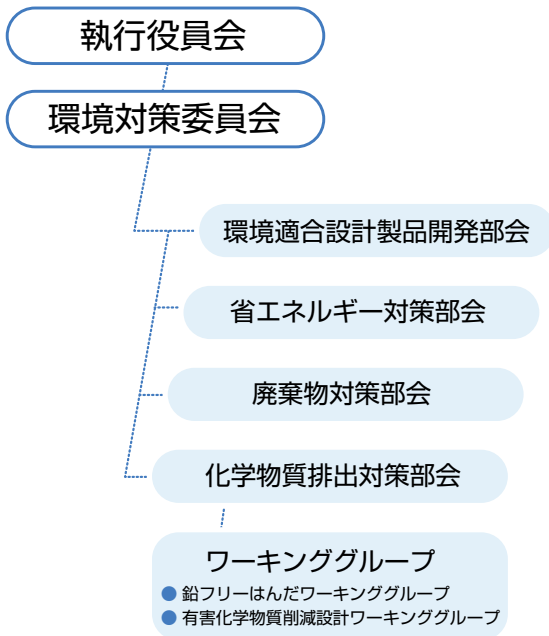 執行役員会
環境対策委員会
環境適合設計製品開発部会
省エネルギー対策部会
廃棄物対策部会
化学物質排出対策部会
ワーキンググループ
● 鉛フリーはんだワーキンググループ
● 有害化学物質削減設計ワーキンググループ